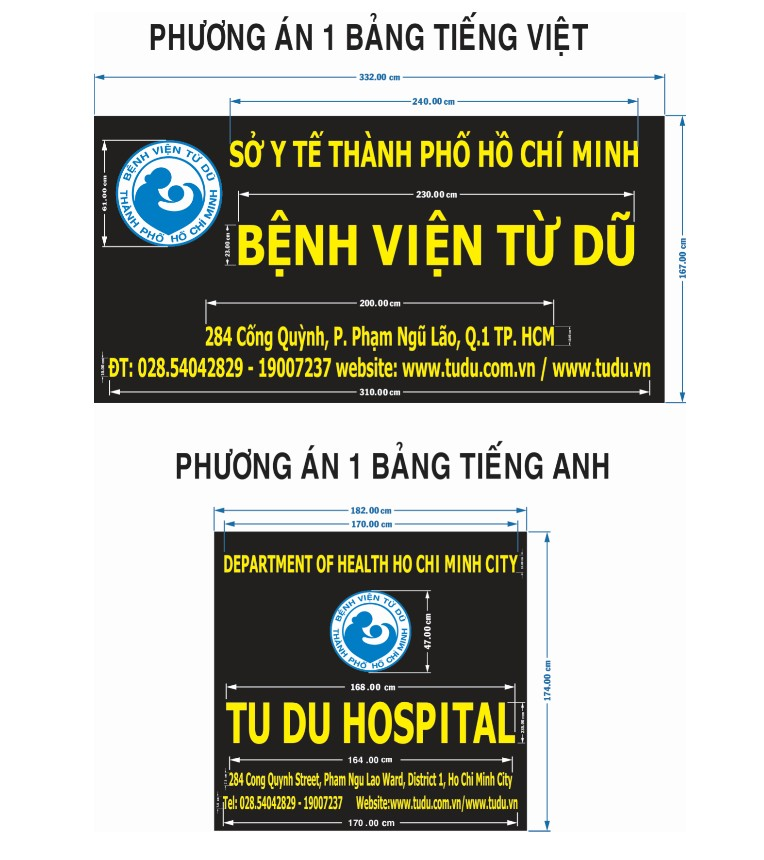 PHƯƠNG ÁN 1 BẢNG TIẾNG VIỆT
332.00 cm
240.00 cm
SỞ Y TẾ THÀNH PHỐ HỒ CHÍ MINH
BỆNH VIỆN TỪ DŨ
THÀNH PHỐ HỒ CHÍ MINH
61.00 cm
230.00 cm
23.00 cm
BỆNH VIỆN TỪ DŨ
167.00 cm
200.00 cm
284 Cống Quỳnh, P. Phạm Ngũ Lão, Q.1 TP. HCM
ĐT: 028.54042829 - 19007237 website: www.tudu.com.vn / www.tudu.vn
310.00 cm
PHƯƠNG ÁN 1 BẢNG TIẾNG ANH
182.00 cm
170.00 cm
DEPARTMENT OF HEALTH HO CHI MINH CITY
BỆNH VIỆN TỪ DŨ
THÀNH PHỐ HỒ CHÍ MINH
47.00 cm
174.00 cm
168.00 cm
TU DU HOSPITAL
164.00 cm
284 Cong Quynh Street, Pham Ngu Lao Ward, District 1, Ho Chi Minh City
Tel: 028.54042829 - 19007237 Website:www.tudu.com.vn/www.tudu.vn
170.00 cm